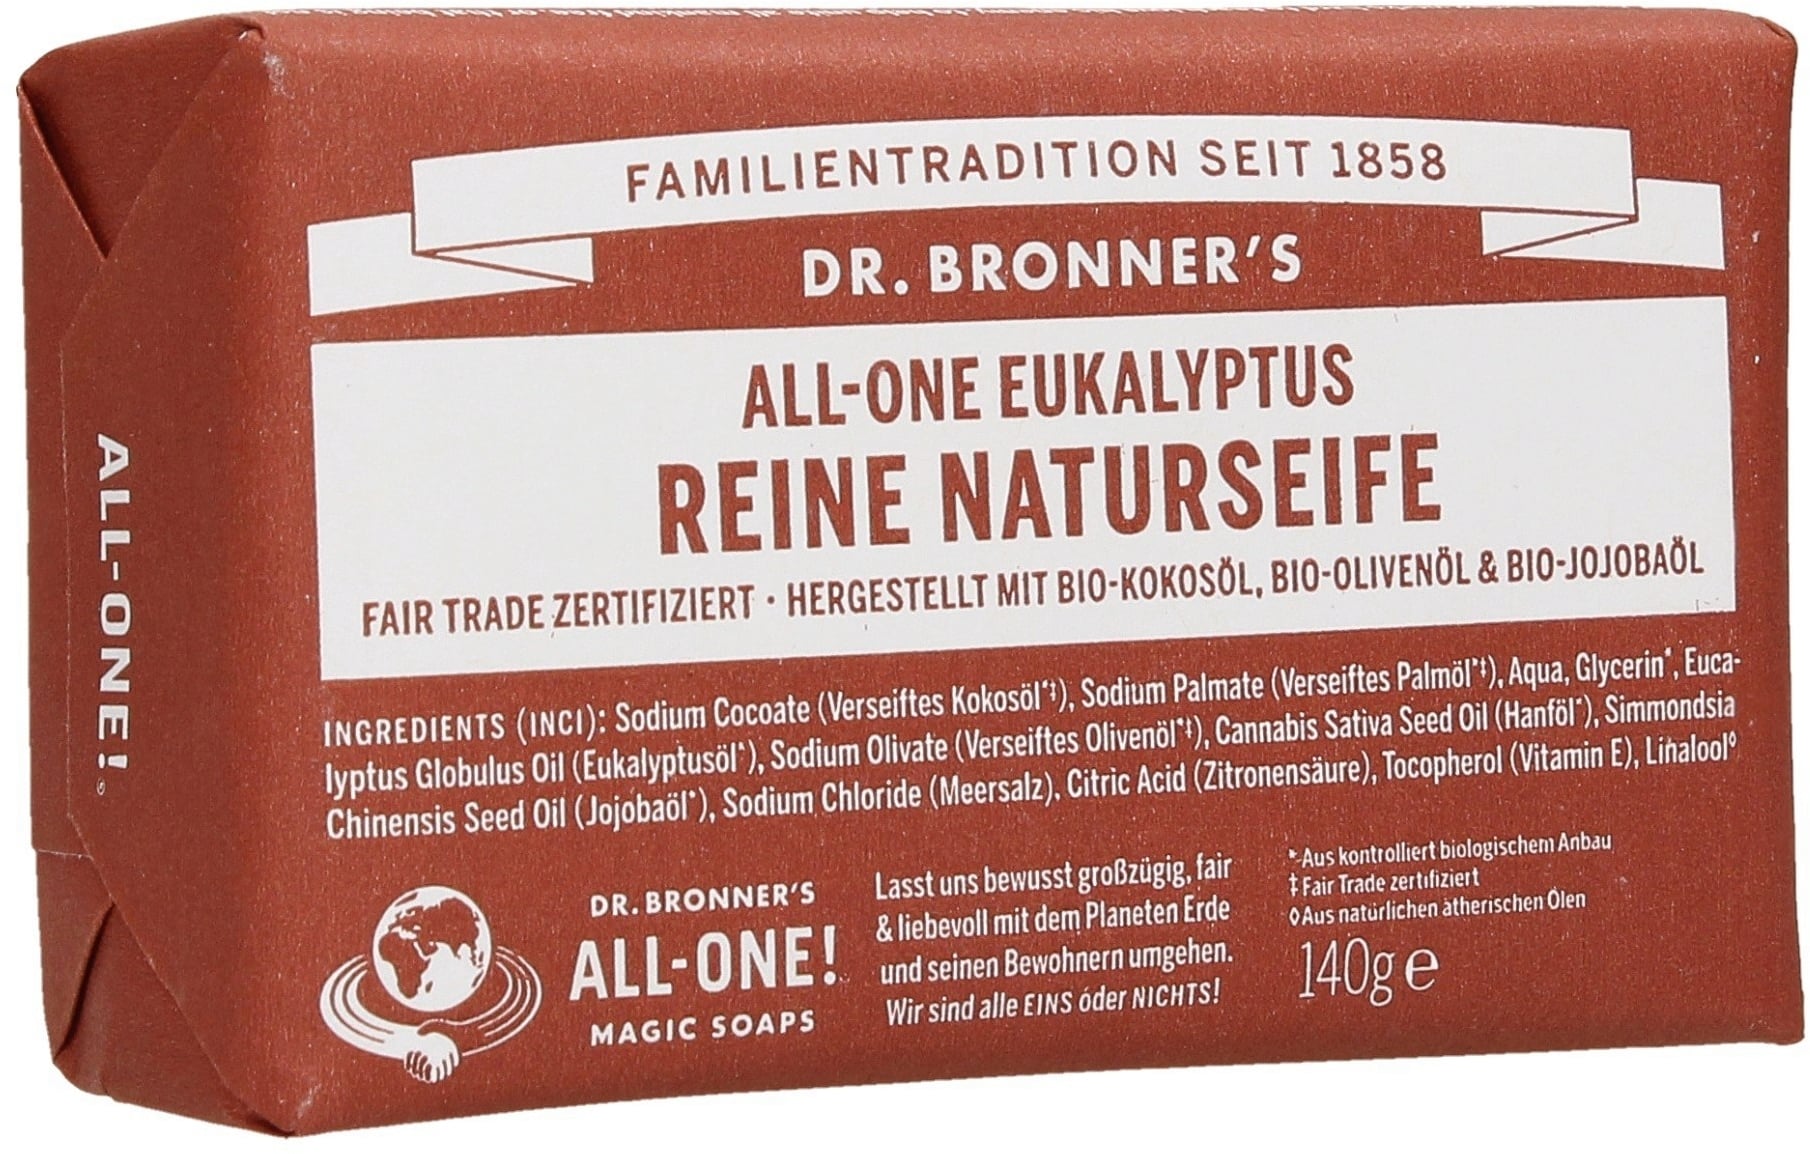 FAMILIENTRADITION SEIT 1858
DR. BRONNER'S
ALL-ONE EUKALYPTUS
REINE NATURSEIFE
FAIR TRADE ZERTIFIZIERT · HERGESTELLT MIT BIO-KOKOSÖL, BIO-OLIVENÖL & BIO-JOJOBAÖL
INGREDIENTS (INCI): Sodium Cocoate (Verseiftes Kokosöl*‡), Sodium Palmate (Verseiftes Palmöl*‡), Aqua, Glycerin*, Euca-
lyptus Globulus Oil (Eukalyptusöl*), Sodium Olivate (Verseiftes Olivenöl*‡), Cannabis Sativa Seed Oil (Hanföl*), Simmondsia
Chinensis Seed Oil (Jojobaöl*), Sodium Chloride (Meersalz), Citric Acid (Zitronensäure), Tocopherol (Vitamin E), Linalool◊
DR. BRONNER'S
ALL-ONE!
MAGIC SOAPS
Lasst uns bewusst großzügig, fair
& liebevoll mit dem Planeten Erde
und seinen Bewohnern umgehen.
Wir sind alle EINS oder NICHTS!
* Aus kontrolliert biologischem Anbau
‡ Fair Trade zertifiziert
◊ Aus natürlichen ätherischen Ölen
140g e
ALL-ONE!